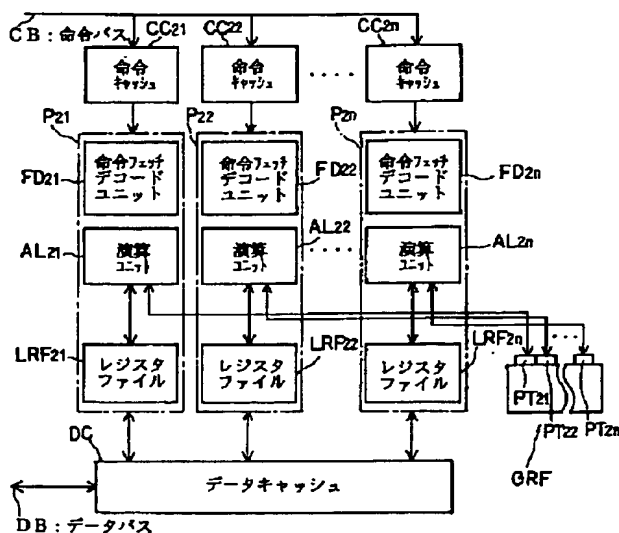 CB:命令バス
CC21
CC22
CC2n
命令
キャッシュ
命令
キャッシュ
命令
キャッシュ
P21
P22
P2n
FD21
命令フェッチ
デコード
ユニット
命令フェッチ
デコード
ユニット
FD22
命令フェッチ
デコード
ユニット
FD2n
AL21
演算
ユニット
演算
ユニット
AL22
演算
ユニット
AL2n
LRF21
レジスタ
ファイル
レジスタ
ファイル
LRF22
レジスタ
ファイル
LRF2n
PT21
PT22
PT2n
GRF
DC
データキャッシュ
DB:データバス